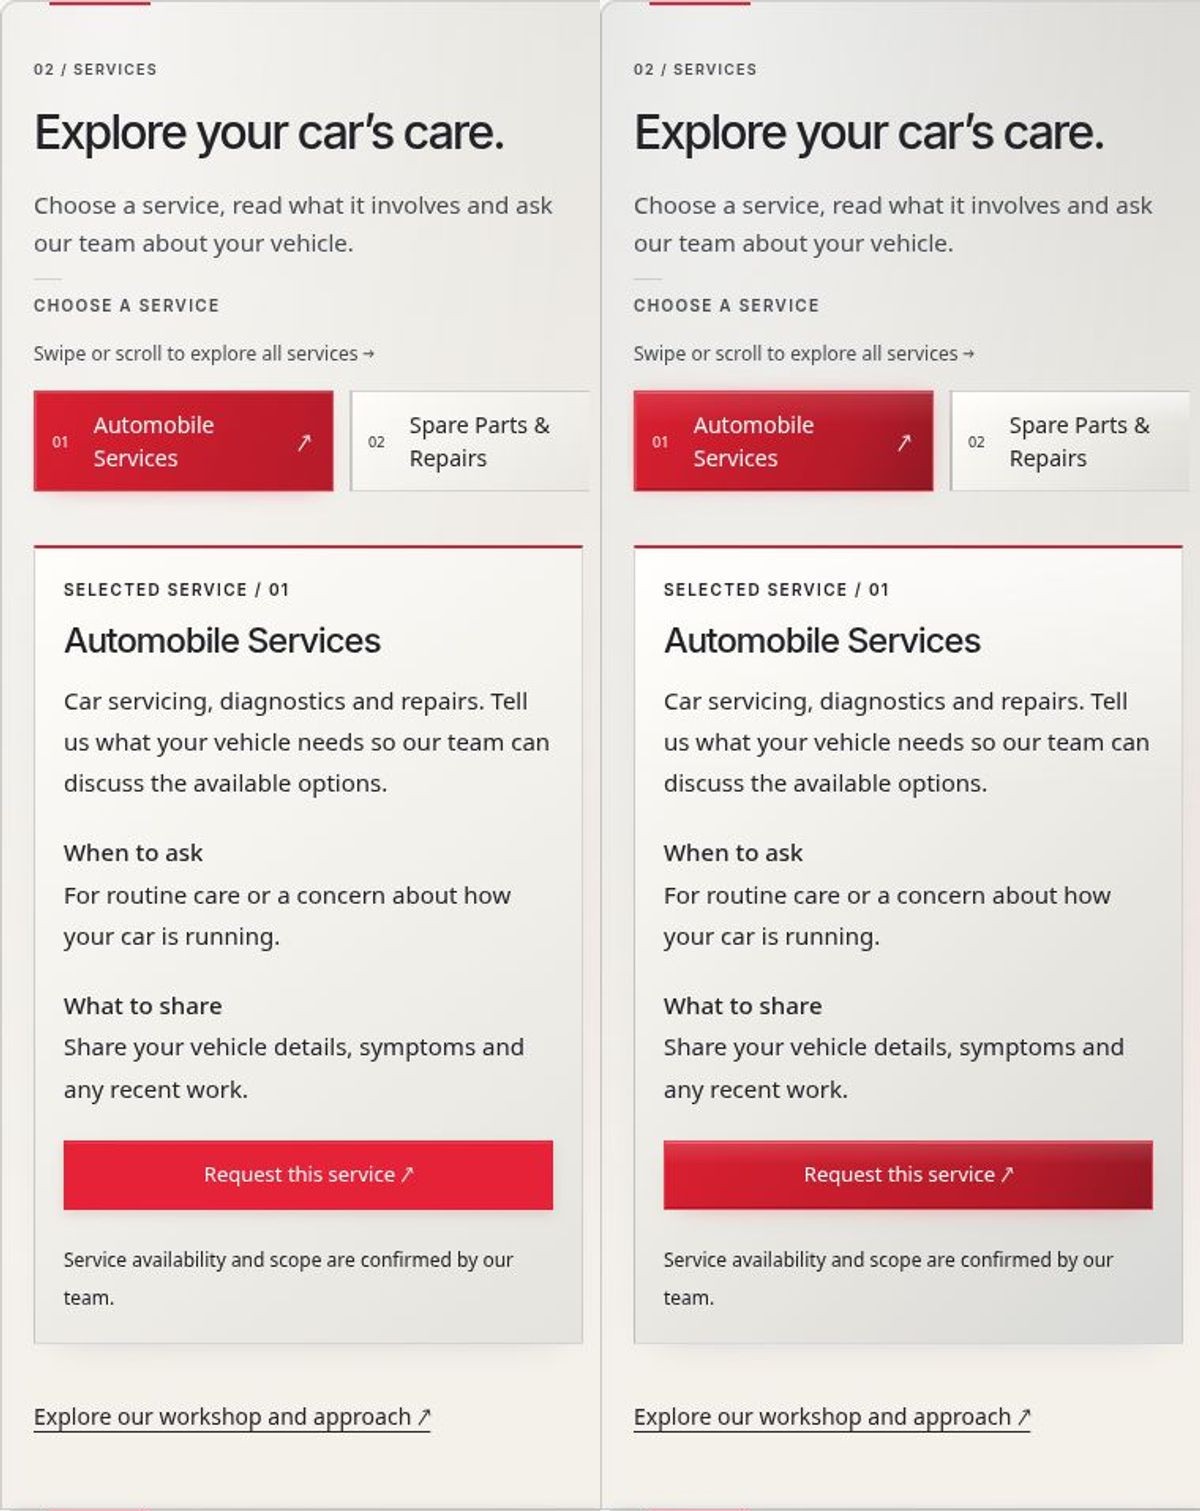 02 / SERVICES
Explore your car’s care.
Choose a service, read what it involves and ask
our team about your vehicle.
CHOOSE A SERVICE
Swipe or scroll to explore all services →
01 Automobile
Services ↗
02 Spare Parts &
Repairs
SELECTED SERVICE / 01
Automobile Services
Car servicing, diagnostics and repairs. Tell
us what your vehicle needs so our team can
discuss the available options.
When to ask
For routine care or a concern about how
your car is running.
What to share
Share your vehicle details, symptoms and
any recent work.
Request this service ↗
Service availability and scope are confirmed by our
team.
Explore our workshop and approach ↗
02 / SERVICES
Explore your car’s care.
Choose a service, read what it involves and ask
our team about your vehicle.
CHOOSE A SERVICE
Swipe or scroll to explore all services →
01 Automobile
Services ↗
02 Spare Parts &
Repairs
SELECTED SERVICE / 01
Automobile Services
Car servicing, diagnostics and repairs. Tell
us what your vehicle needs so our team can
discuss the available options.
When to ask
For routine care or a concern about how
your car is running.
What to share
Share your vehicle details, symptoms and
any recent work.
Request this service ↗
Service availability and scope are confirmed by our
team.
Explore our workshop and approach ↗